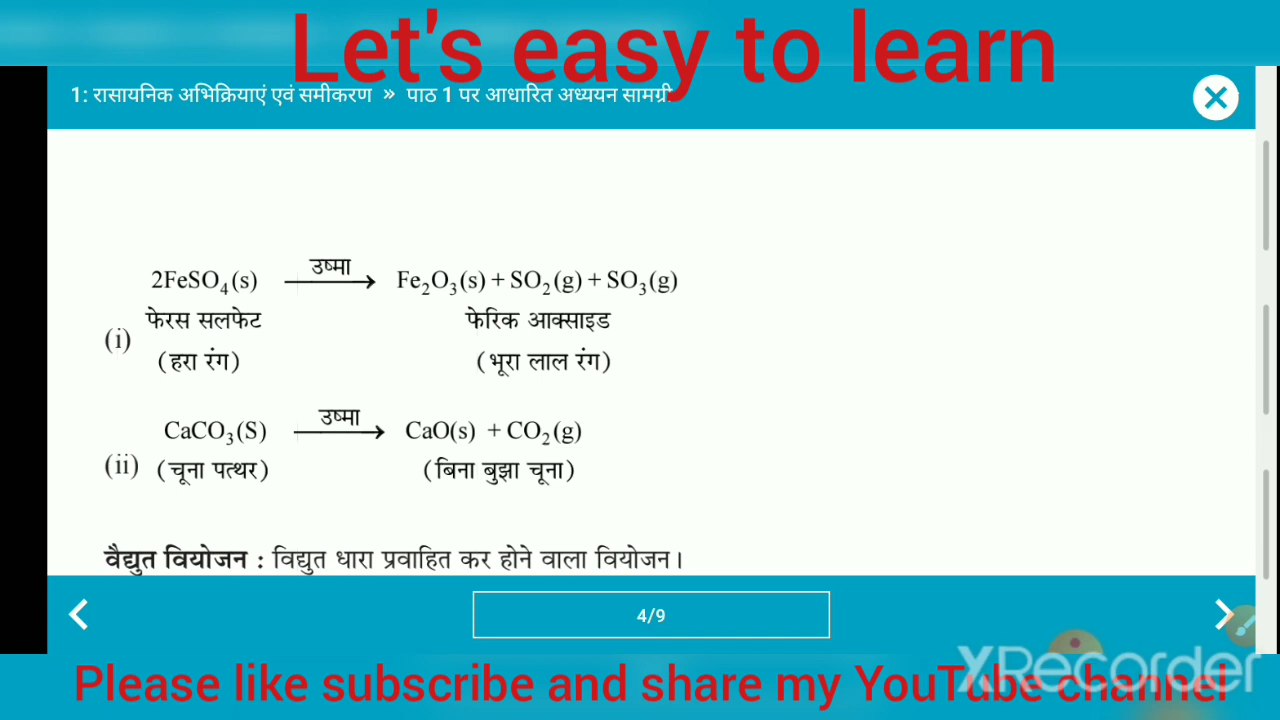 Let's easy to learn
1: रासायनिक अभिक्रियाएं एवं समीकरण » पाठ 1 पर आधारित अध्ययन सामग्री
2FeSO₄(s) —उष्मा→ Fe₂O₃(s) + SO₂(g) + SO₃(g)
फेरस सलफेट फेरिक आक्साइड
(i)
(हरा रंग) (भूरा लाल रंग)
CaCO₃(S) —उष्मा→ CaO(s) + CO₂(g)
(ii) (चूना पत्थर) (बिना बुझा चूना)
वैद्युत वियोजन : विद्युत धारा प्रवाहित कर होने वाला वियोजन।
4/9
XRecorder
Please like subscribe and share my YouTube channel